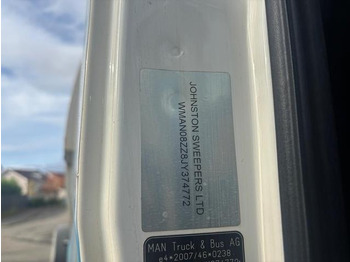 JOHNSTON SWEEPERS LTD
WMAN08ZZ8JY374772
MAN Truck & Bus AG
e4*2007/46*0238